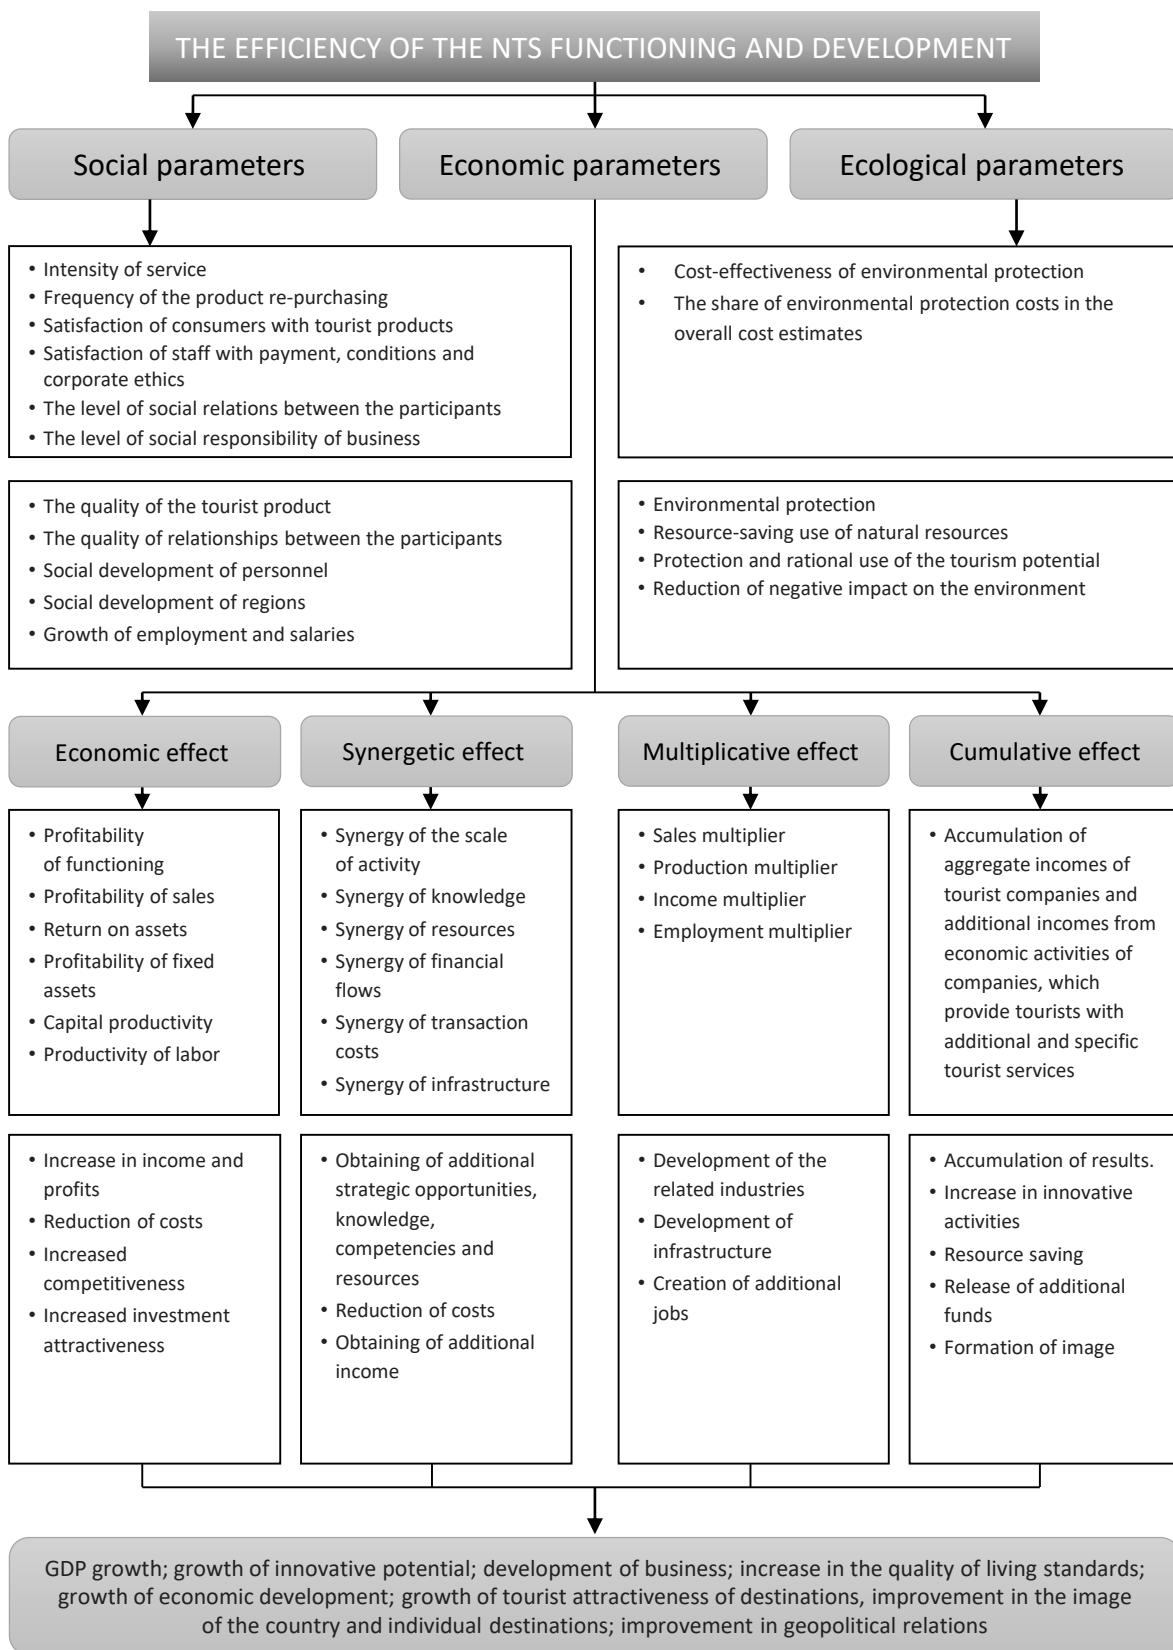 THE EFFICIENCY OF THE NTS FUNCTIONING AND DEVELOPMENT
Social parameters
Economic parameters
Ecological parameters
• Intensity of service
• Frequency of the product re-purchasing
• Satisfaction of consumers with tourist products
• Satisfaction of staff with payment, conditions and
corporate ethics
• The level of social relations between the participants
• The level of social responsibility of business
• Cost-effectiveness of environmental protection
• The share of environmental protection costs in the
overall cost estimates
• The quality of the tourist product
• The quality of relationships between the participants
• Social development of personnel
• Social development of regions
• Growth of employment and salaries
• Environmental protection
• Resource-saving use of natural resources
• Protection and rational use of the tourism potential
• Reduction of negative impact on the environment
Economic effect
Synergetic effect
Multiplicative effect
Cumulative effect
• Profitability
of functioning
• Profitability of sales
• Return on assets
• Profitability of fixed
assets
• Capital productivity
• Productivity of labor
• Synergy of the scale
of activity
• Synergy of knowledge
• Synergy of resources
• Synergy of financial
flows
• Synergy of transaction
costs
• Synergy of infrastructure
• Sales multiplier
• Production multiplier
• Income multiplier
• Employment multiplier
• Accumulation of
aggregate incomes of
tourist companies and
additional incomes from
economic activities of
companies, which
provide tourists with
additional and specific
tourist services
• Increase in income and
profits
• Reduction of costs
• Increased
competitiveness
• Increased investment
attractiveness
• Obtaining of additional
strategic opportunities,
knowledge,
competencies and
resources
• Reduction of costs
• Obtaining of additional
income
• Development of the
related industries
• Development of
infrastructure
• Creation of additional
jobs
• Accumulation of results.
• Increase in innovative
activities
• Resource saving
• Release of additional
funds
• Formation of image
GDP growth; growth of innovative potential; development of business; increase in the quality of living standards;
growth of economic development; growth of tourist attractiveness of destinations, improvement in the image
of the country and individual destinations; improvement in geopolitical relations